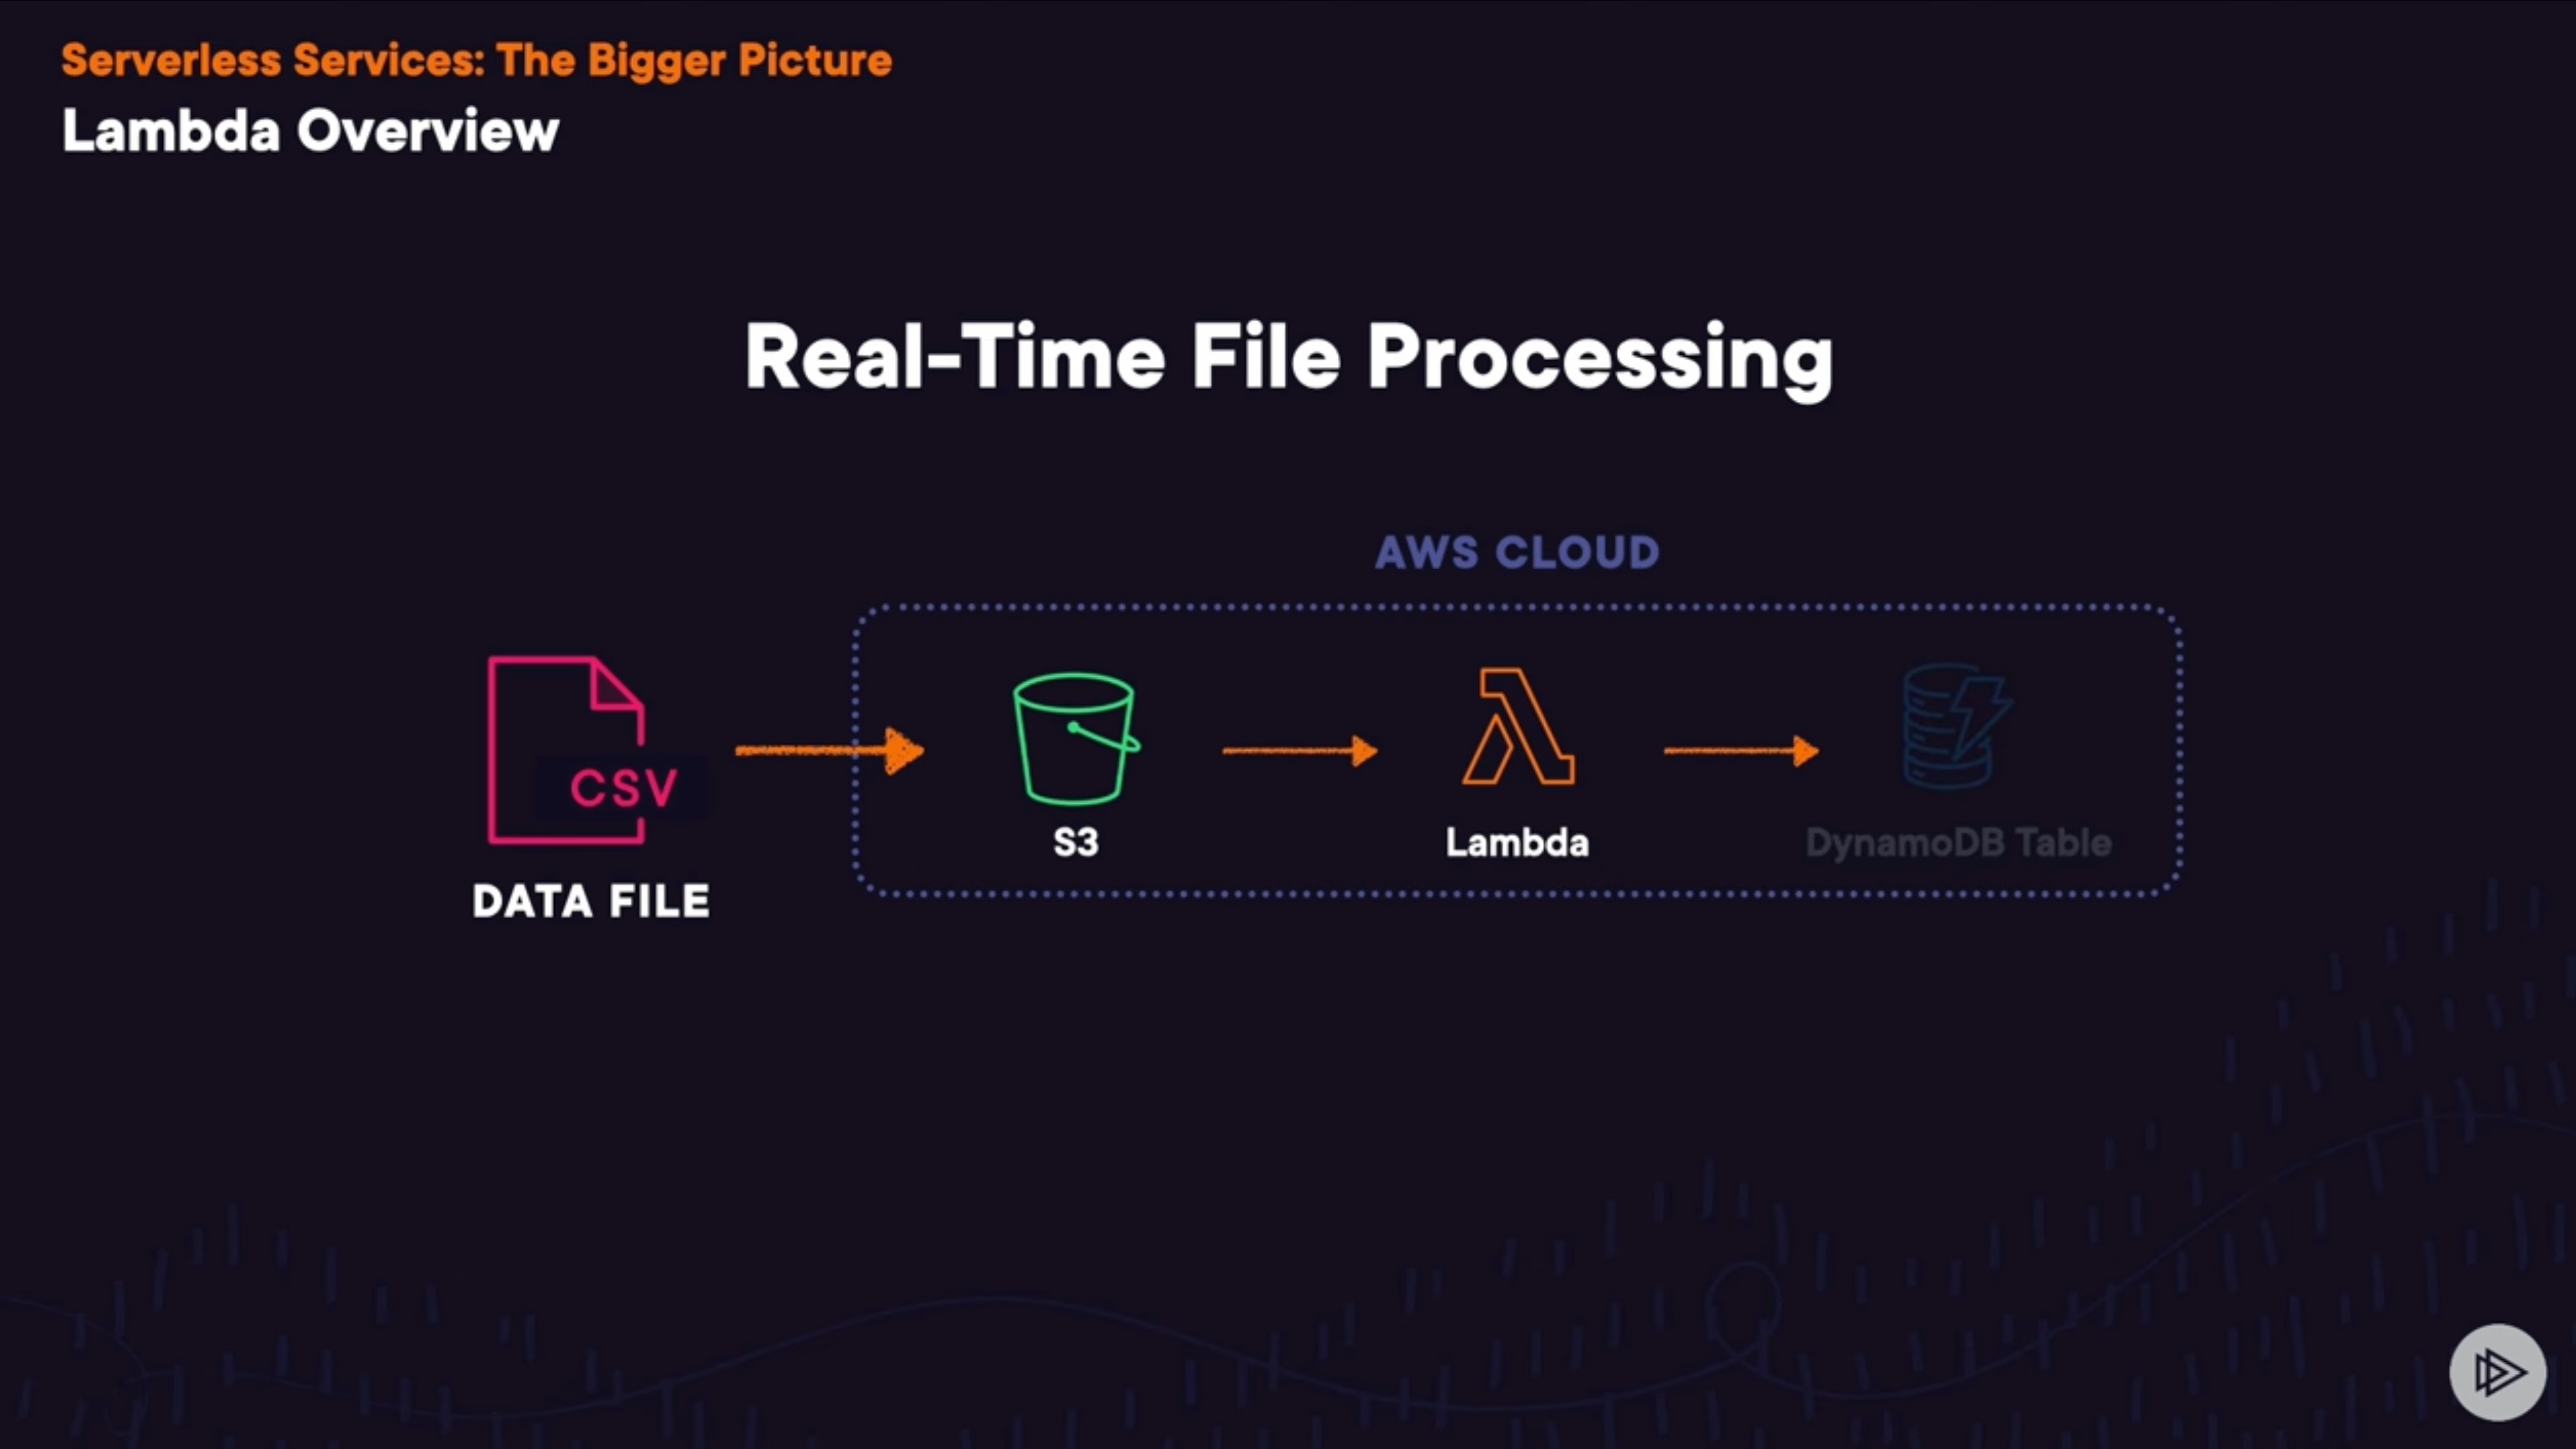 Serverless Services: The Bigger Picture
Lambda Overview
Real-Time File Processing
AWS CLOUD
CSV
DATA FILE
S3
Lambda
DynamoDB Table